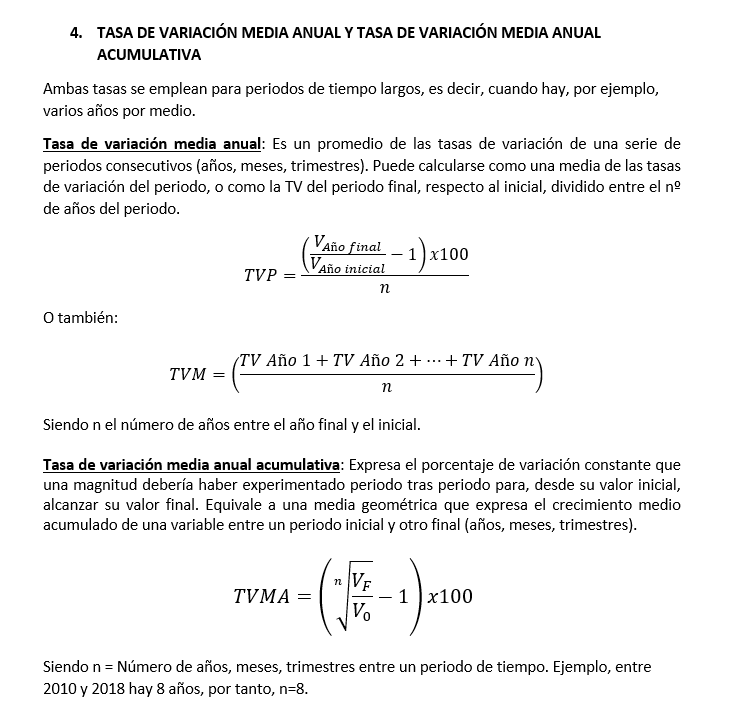 4. TASA DE VARIACIÓN MEDIA ANUAL Y TASA DE VARIACIÓN MEDIA ANUAL
ACUMULATIVA
Ambas tasas se emplean para periodos de tiempo largos, es decir, cuando hay, por ejemplo,
varios años por medio.
Tasa de variación media anual: Es un promedio de las tasas de variación de una serie de
periodos consecutivos (años, meses, trimestres). Puede calcularse como una media de las tasas
de variación del periodo, o como la TV del periodo final, respecto al inicial, dividido entre el nº
de años del periodo.
TVP = ((V_Año final / V_Año inicial − 1) x100) / n
O también:
TVM = ((TV Año 1 + TV Año 2 + ⋯ + TV Año n) / n)
Siendo n el número de años entre el año final y el inicial.
Tasa de variación media anual acumulativa: Expresa el porcentaje de variación constante que
una magnitud debería haber experimentado periodo tras periodo para, desde su valor inicial,
alcanzar su valor final. Equivale a una media geométrica que expresa el crecimiento medio
acumulado de una variable entre un periodo inicial y otro final (años, meses, trimestres).
TVMA = (ⁿ√(V_F / V_0) − 1) x100
Siendo n = Número de años, meses, trimestres entre un periodo de tiempo. Ejemplo, entre
2010 y 2018 hay 8 años, por tanto, n=8.